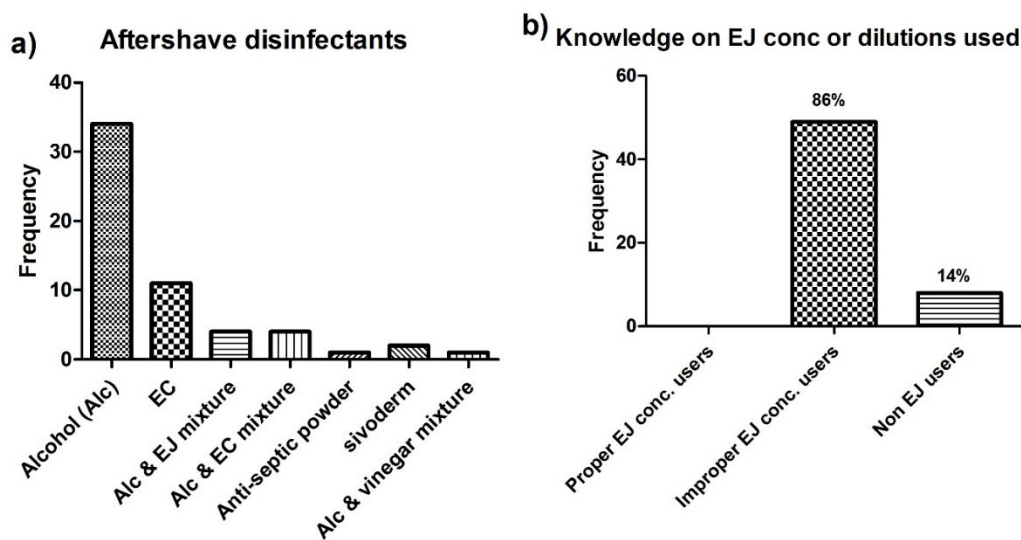 a)
Aftershave disinfectants
Frequency
40
30
20
10
0
Alcohol (Alc)
EC
Alc & EJ mixture
Alc & EC mixture
Anti-septic powder
sivoderm
Alc & vinegar mixture
b)
Knowledge on EJ conc or dilutions used
Frequency
60
40
20
0
86%
14%
Proper EJ conc. users
Improper EJ conc. users
Non EJ users